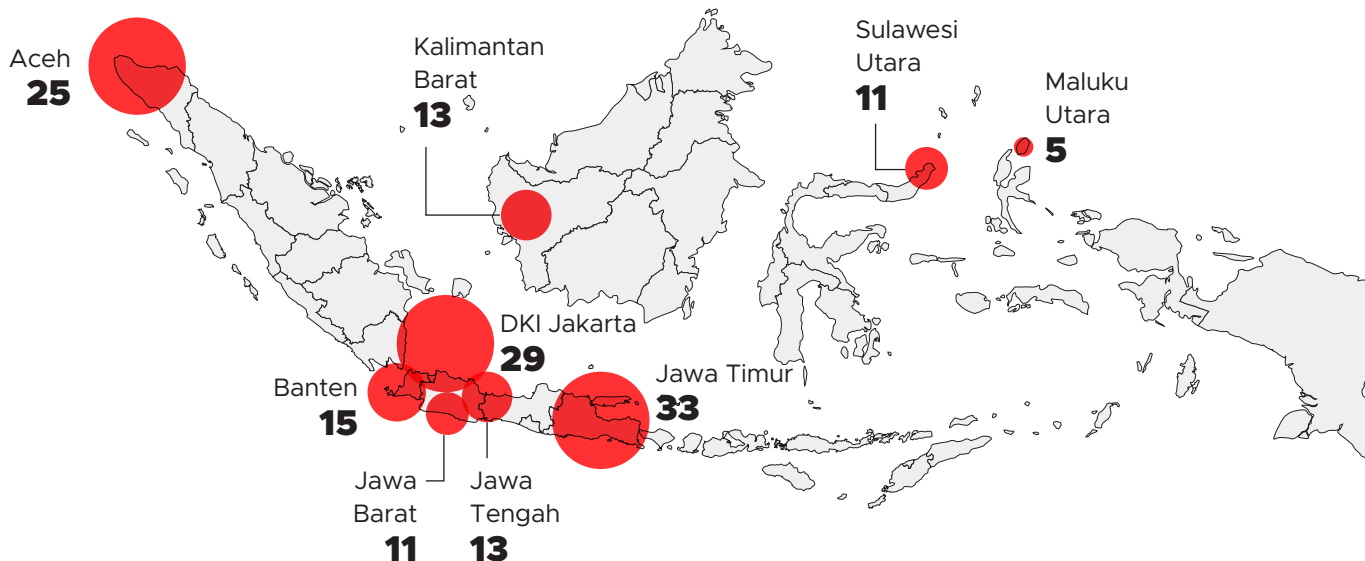 Aceh
25
Kalimantan
Barat
13
Sulawesi
Utara
11
Maluku
Utara
5
DKI Jakarta
29
Banten
15
Jawa Timur
33
Jawa
Barat
11
Jawa
Tengah
13